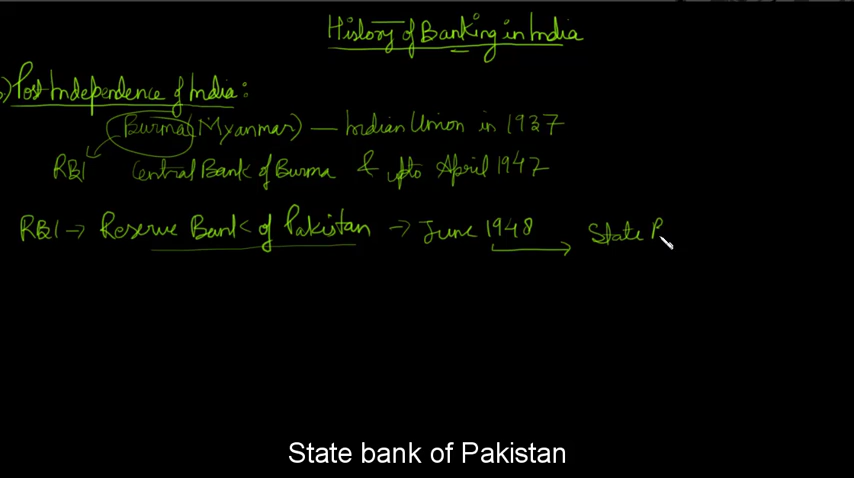 History of Banking in India
.) Post Independence of India:
Burma (Myanmar) — Indian Union in 1937
RBI Central Bank of Burma & upto April 1947
RBI → Reserve Bank of Pakistan → June 1948 → State B
State bank of Pakistan